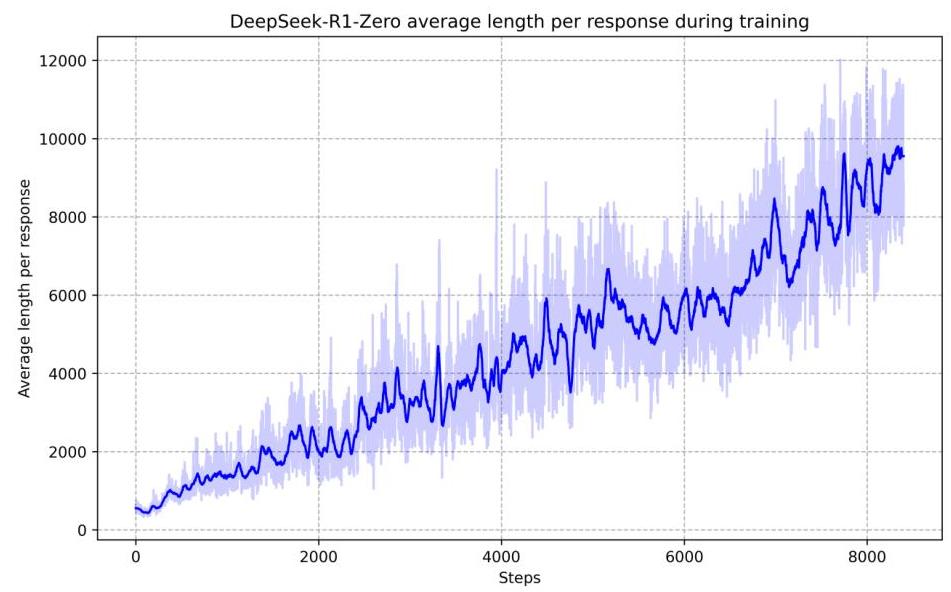 DeepSeek-R1-Zero average length per response during training
12000
10000
8000
6000
4000
2000
0
Average length per response
0 2000 4000 6000 8000
Steps